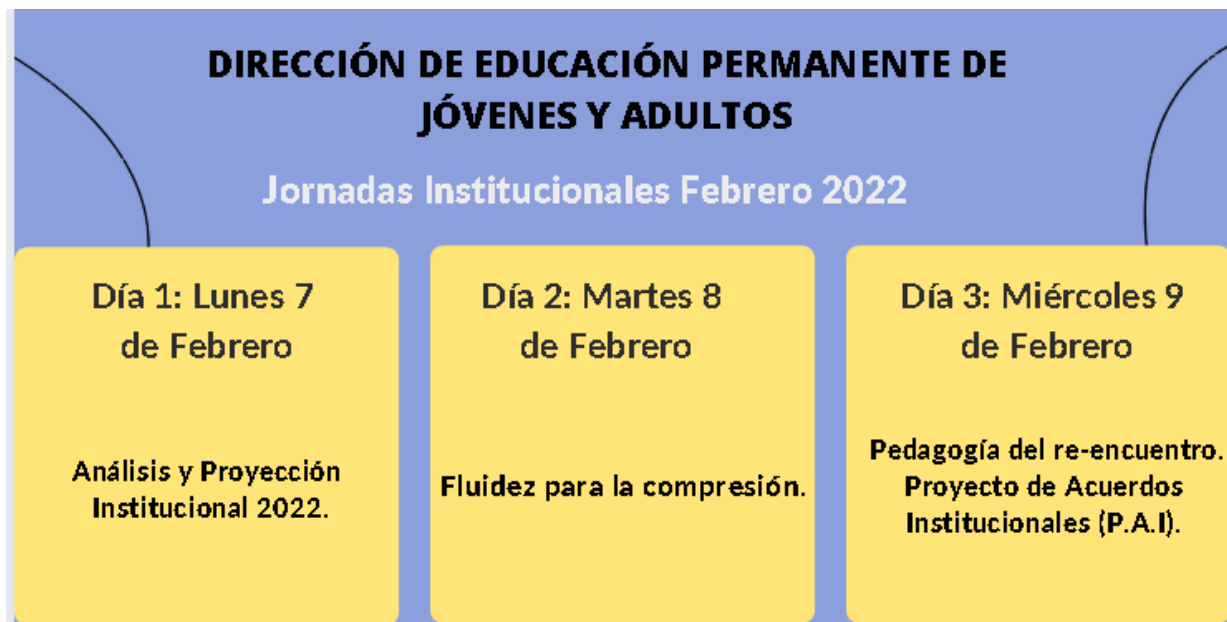 DIRECCIÓN DE EDUCACIÓN PERMANENTE DE
JÓVENES Y ADULTOS
Jornadas Institucionales Febrero 2022
Día 1: Lunes 7
de Febrero
Análisis y Proyección
Institucional 2022.
Día 2: Martes 8
de Febrero
Fluidez para la compresión.
Día 3: Miércoles 9
de Febrero
Pedagogía del re-encuentro.
Proyecto de Acuerdos
Institucionales (P.A.I).